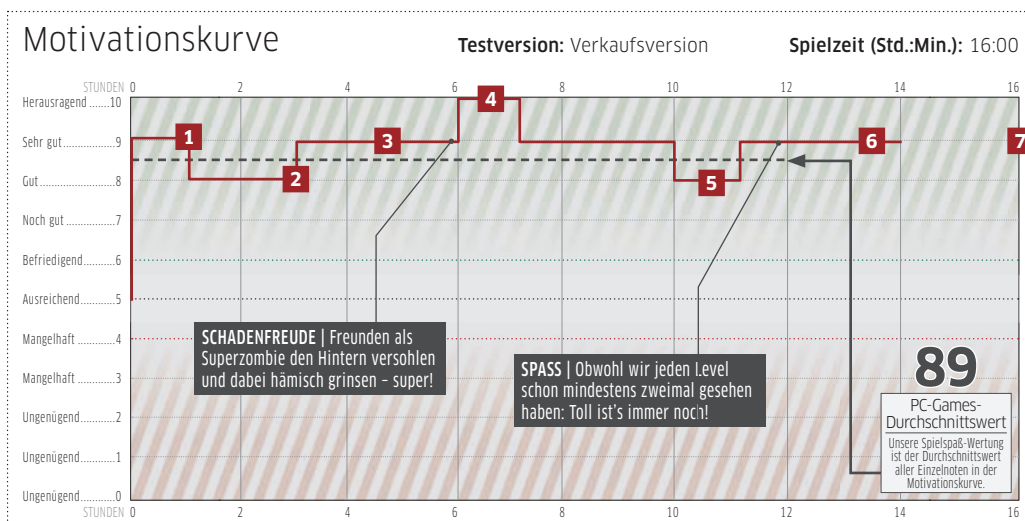 Motivationskurve
Testversion: Verkaufsversion
Spielzeit (Std.:Min.): 16:00
STUNDEN 0 2 4 6 8 10 12 14 16
Herausragend ......10
Sehr gut ................9
Gut ........................8
Noch gut ...............7
Befriedigend..........6
Ausreichend...........5
Mangelhaft ............4
Mangelhaft ............3
Ungenügend...........2
Ungenügend...........1
Ungenügend...........0
STUNDEN 0 2 4 6 8 10 12 14 16
1
2
3
4
5
6
7
SCHADENFREUDE | Freunden als
Superzombie den Hintern versohlen
und dabei hämisch grinsen – super!
SPASS | Obwohl wir jeden Level
schon mindestens zweimal gesehen
haben: Toll ist's immer noch!
89
PC-Games-
Durchschnittswert
Unsere Spielspaß-Wertung
ist der Durchschnittswert
aller Einzelnoten in der
Motivationskurve.